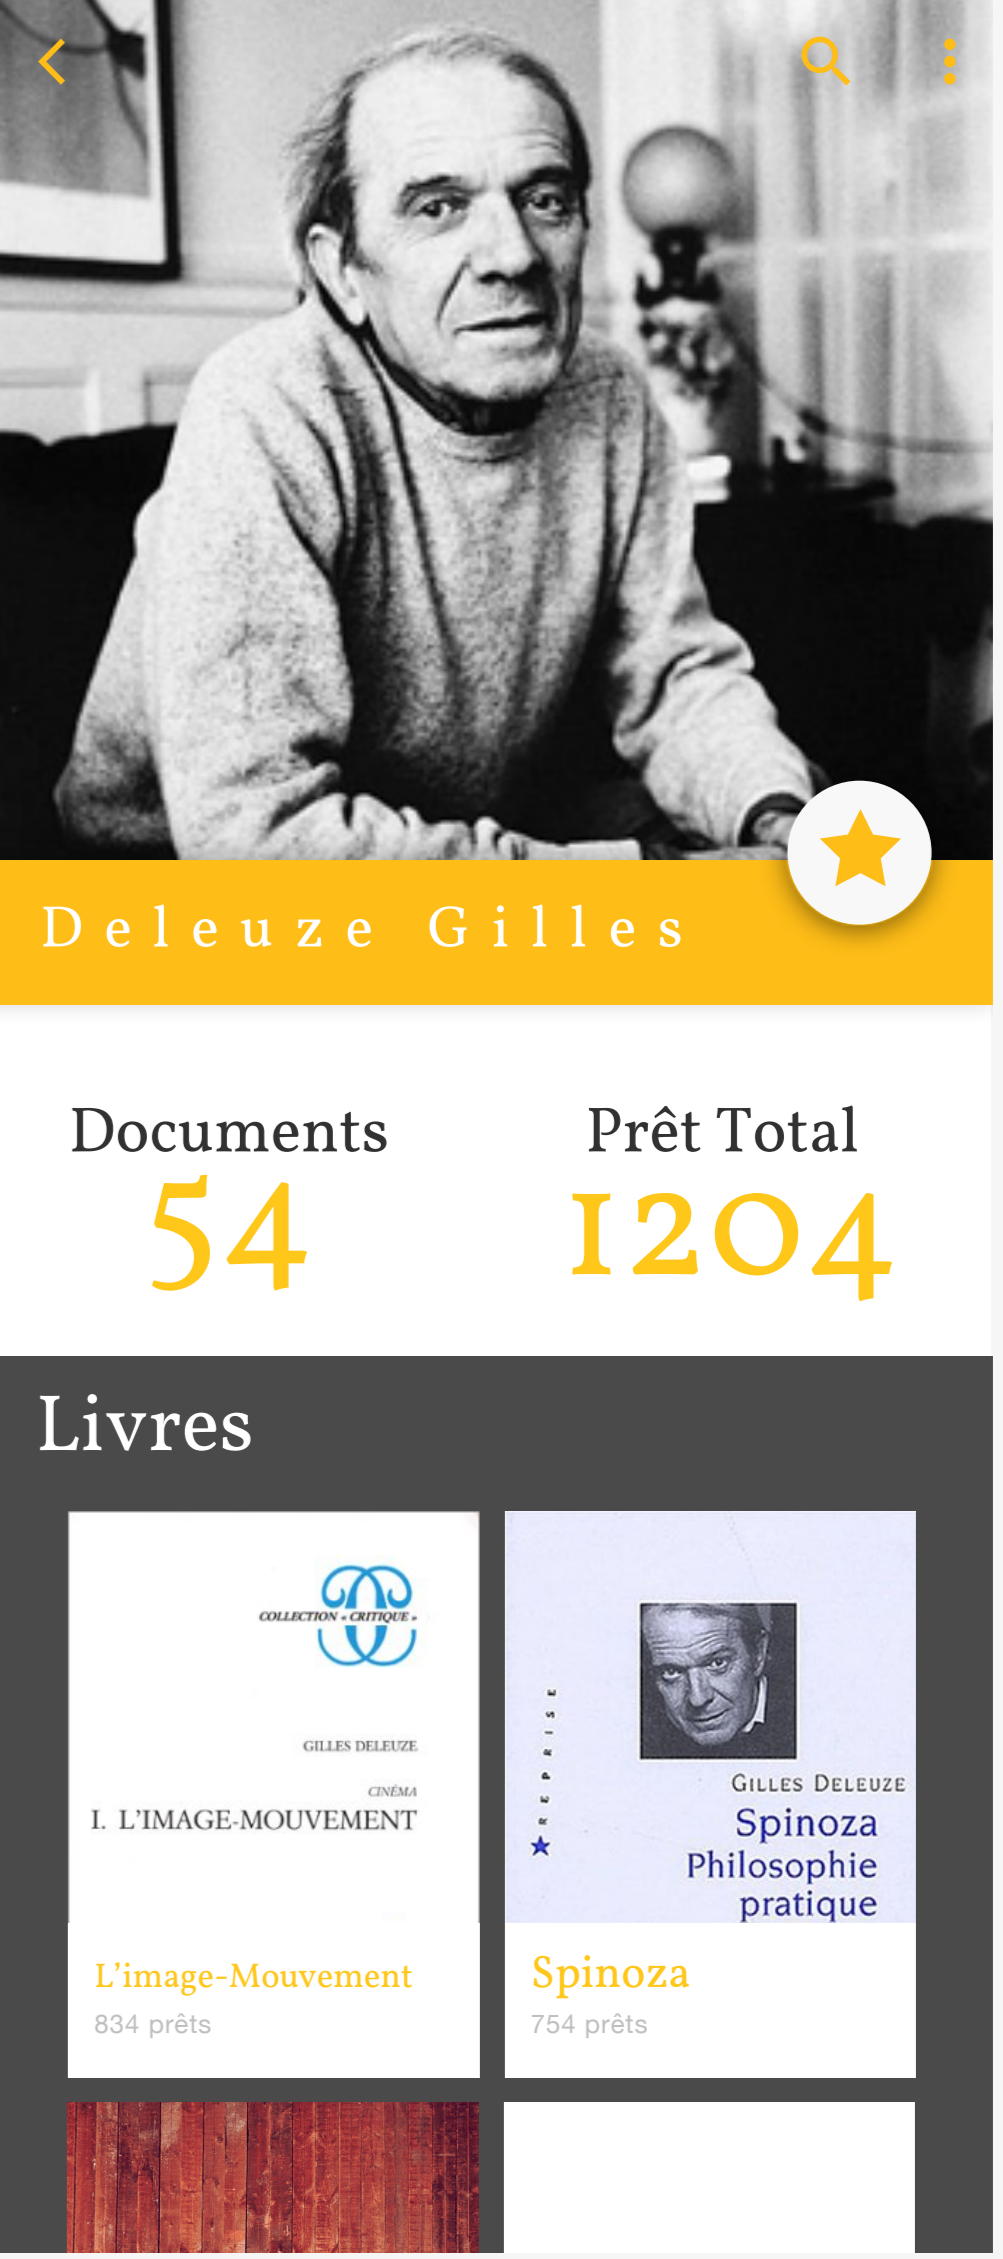 Deleuze Gilles
Documents
54
Prêt Total
1204
Livres
COLLECTION « CRITIQUE »
GILLES DELEUZE
CINÉMA
I. L'IMAGE-MOUVEMENT
L'image-Mouvement
834 prêts
REPRISE
GILLES DELEUZE
Spinoza
Philosophie
pratique
Spinoza
754 prêts